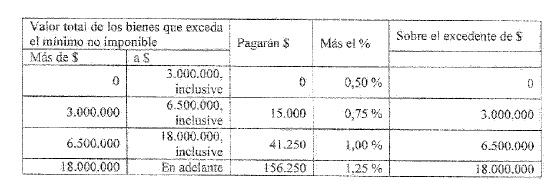 Valor total de los bienes que exceda el mínimo no imponible | Pagarán $ | Más el % | Sobre el excedente de $
Más de $ | a $
0 | 3.000.000, inclusive | 0 | 0,50 % | 0
3.000.000 | 6.500.000, inclusive | 15.000 | 0,75 % | 3.000.000
6.500.000 | 18.000.000, inclusive | 41.250 | 1,00 % | 6.500.000
18.000.000 | En adelante | 156.250 | 1,25 % | 18.000.000